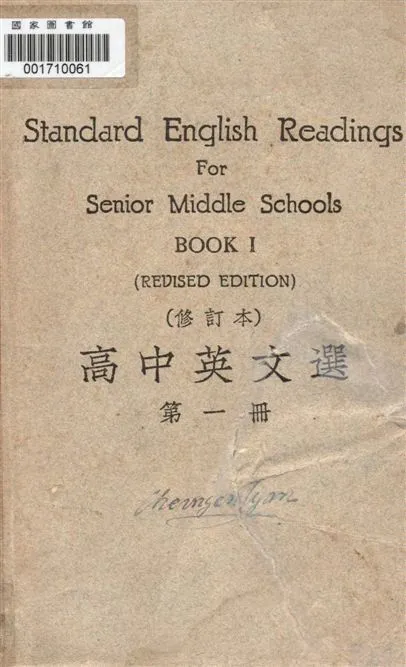 國家圖書館
001710061
Standard English Readings
For
Senior Middle Schools
BOOK I
(REVISED EDITION)
(修訂本)
高中英文選
第一冊